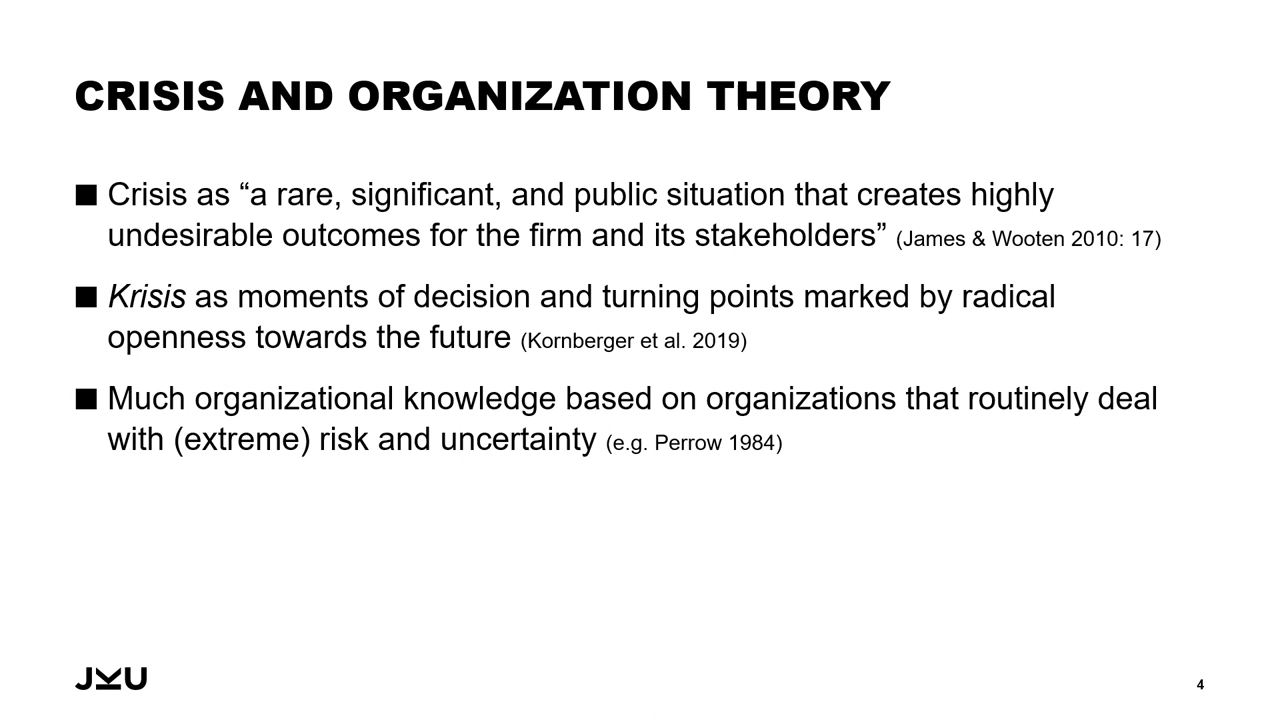 CRISIS AND ORGANIZATION THEORY
■ Crisis as “a rare, significant, and public situation that creates highly
undesirable outcomes for the firm and its stakeholders” (James & Wooten 2010: 17)
■ Krisis as moments of decision and turning points marked by radical
openness towards the future (Kornberger et al. 2019)
■ Much organizational knowledge based on organizations that routinely deal
with (extreme) risk and uncertainty (e.g. Perrow 1984)
JKU
4